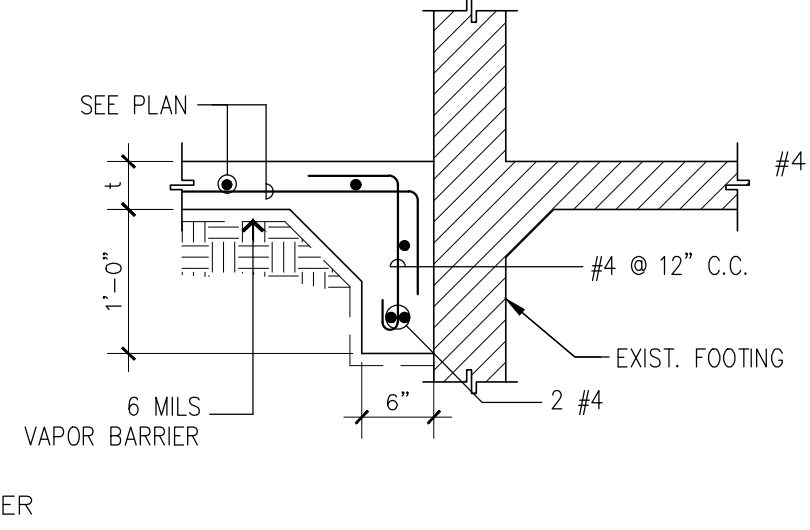 SEE PLAN
#4
t
1'-0"
#4 @ 12" C.C.
EXIST. FOOTING
6 MILS
VAPOR BARRIER
6"
2 #4
ER